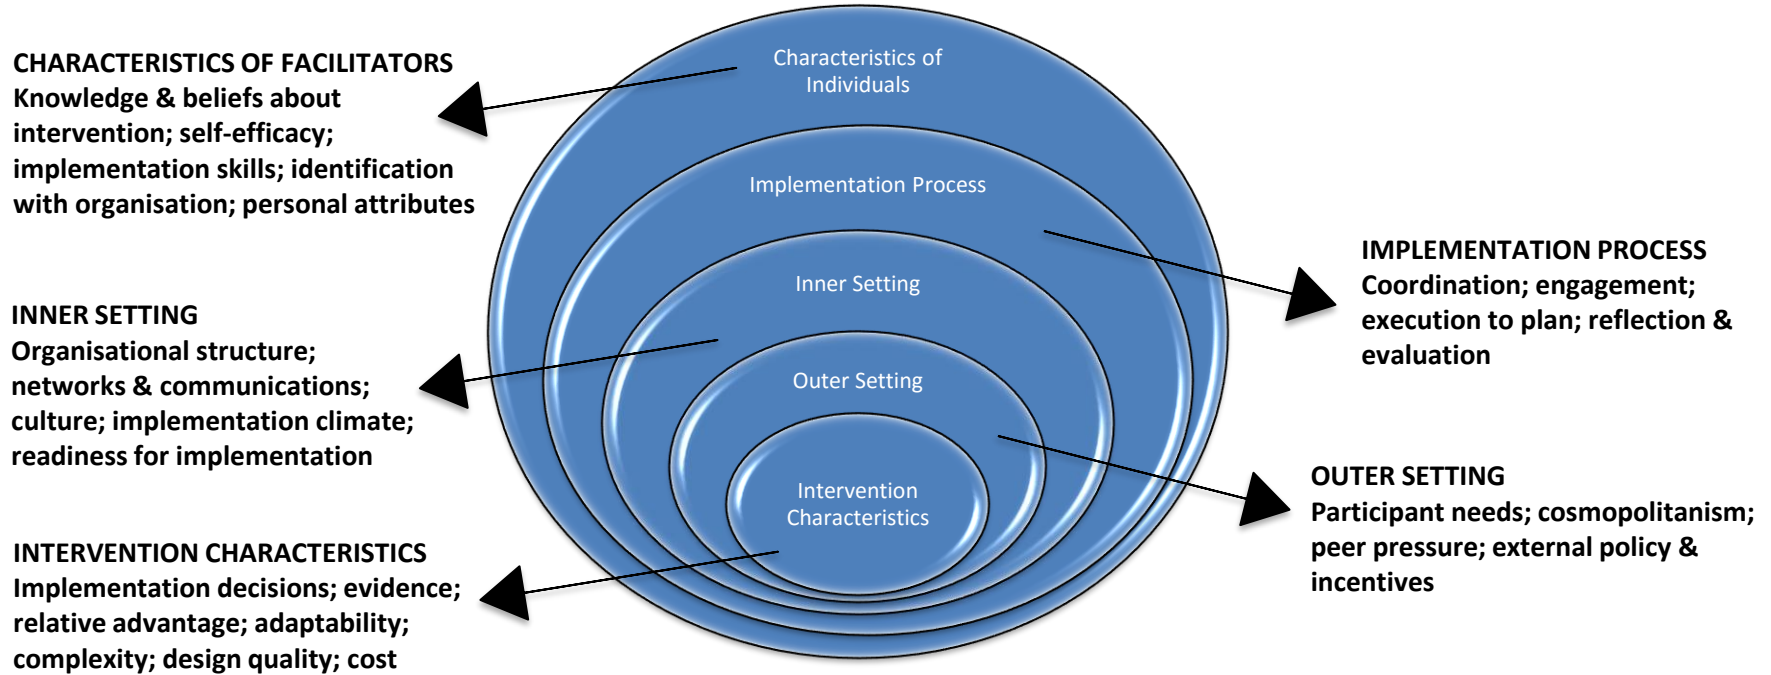 CHARACTERISTICS OF FACILITATORS
Knowledge & beliefs about
intervention; self-efficacy;
implementation skills; identification
with organisation; personal attributes
INNER SETTING
Organisational structure;
networks & communications;
culture; implementation climate;
readiness for implementation
INTERVENTION CHARACTERISTICS
Implementation decisions; evidence;
relative advantage; adaptability;
complexity; design quality; cost
Characteristics of
Individuals
Implementation Process
Inner Setting
Outer Setting
Intervention
Characteristics
IMPLEMENTATION PROCESS
Coordination; engagement;
execution to plan; reflection &
evaluation
OUTER SETTING
Participant needs; cosmopolitanism;
peer pressure; external policy &
incentives